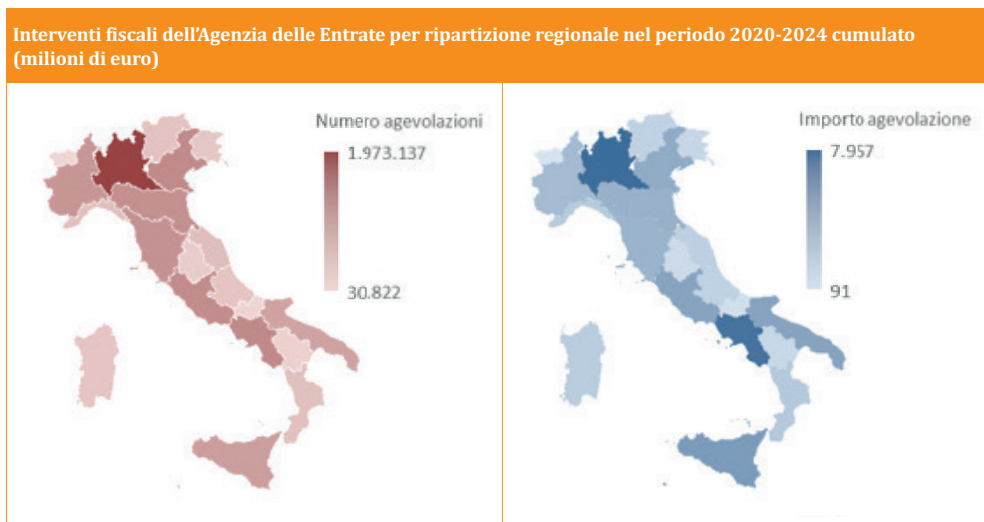 Interventi fiscali dell'Agenzia delle Entrate per ripartizione regionale nel periodo 2020-2024 cumulato
(milioni di euro)
Numero agevolazioni
1.973.137
30.822
Importo agevolazione
7.957
91